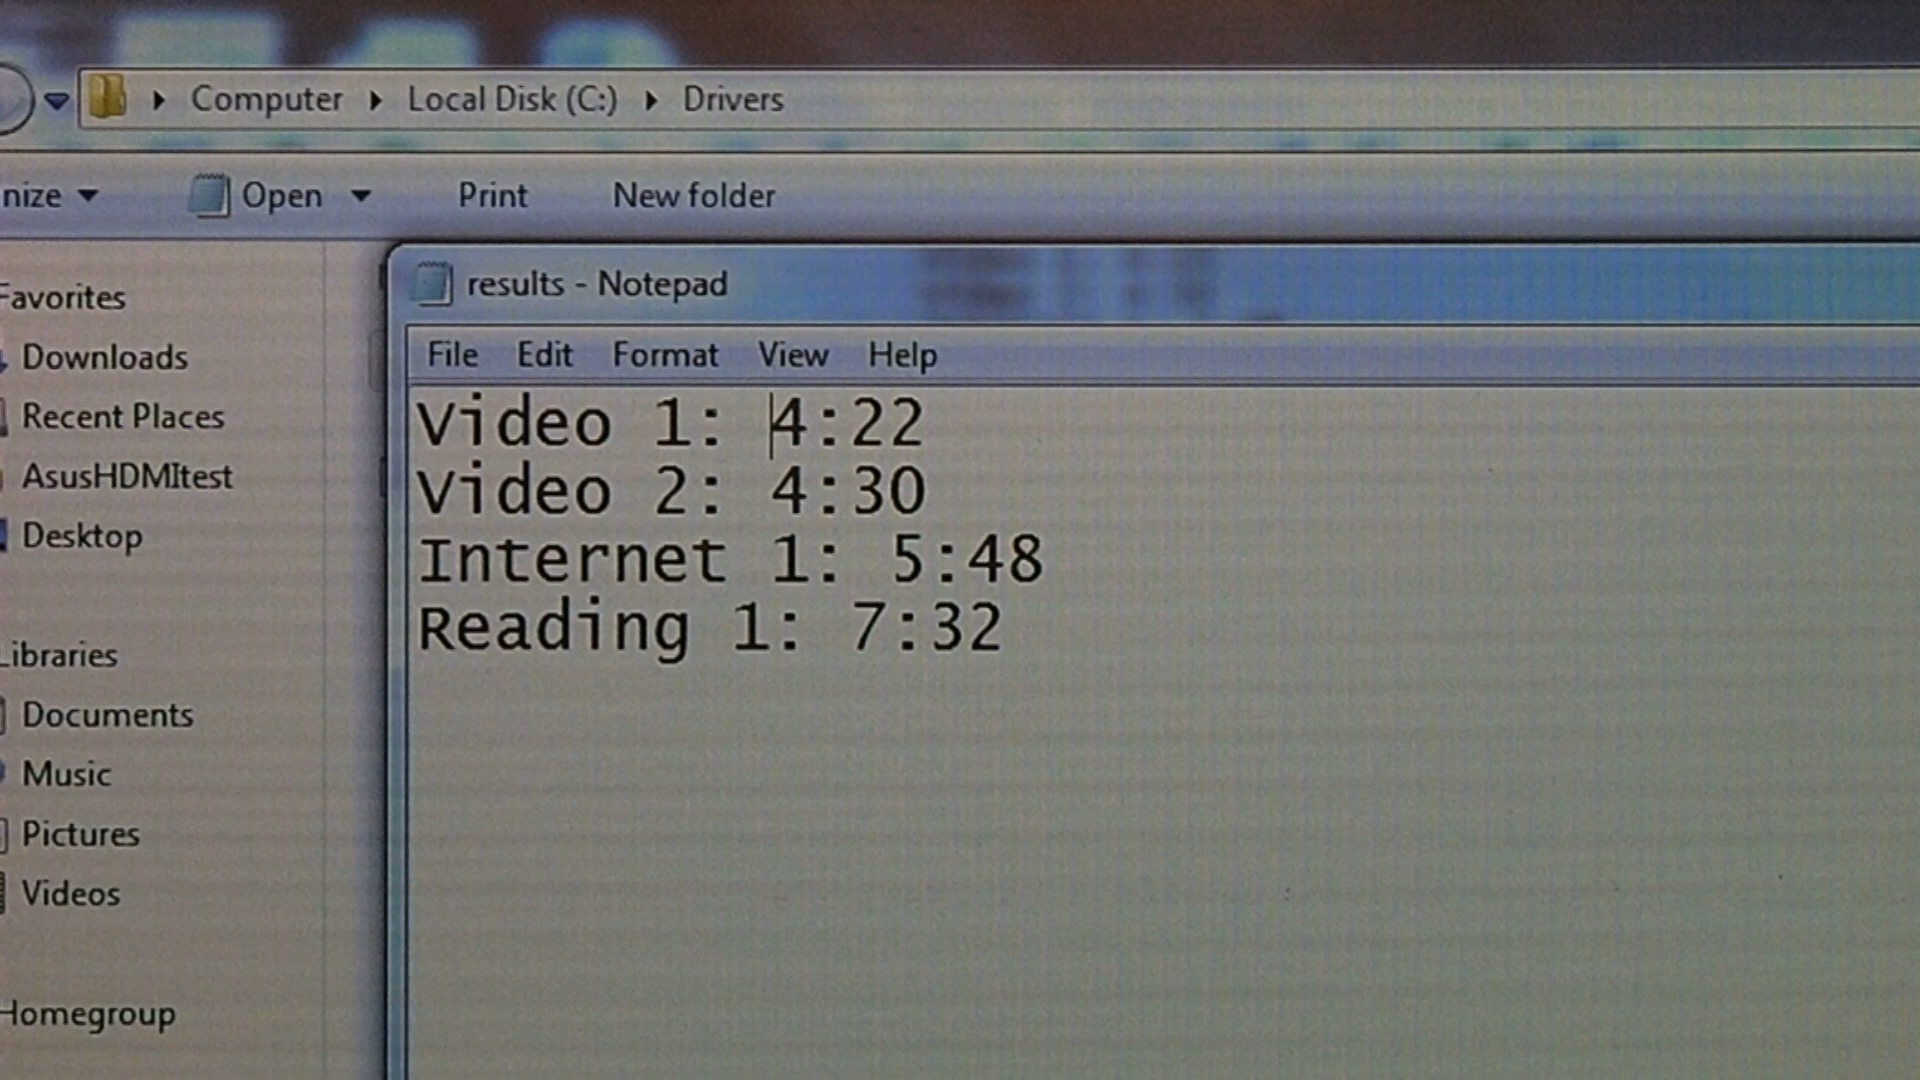 Computer Local Disk (C:) Drivers
nize Open Print New folder
results - Notepad
File Edit Format View Help
Video 1: 4:22
Video 2: 4:30
Internet 1: 5:48
Reading 1: 7:32
Favorites
Downloads
Recent Places
AsusHDMItest
Desktop
Libraries
Documents
Music
Pictures
Videos
Homegroup